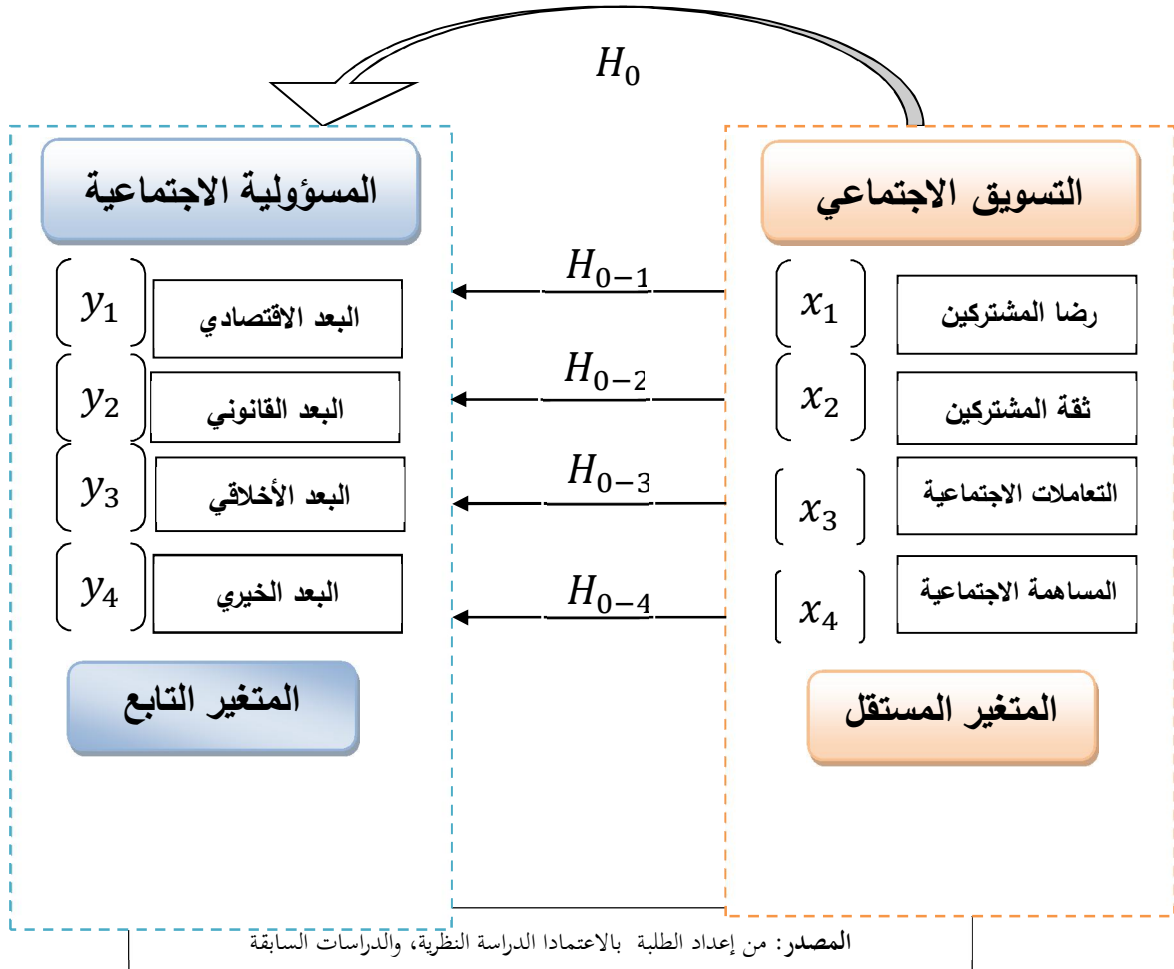 H₀
التسويق الاجتماعي
المسؤولية الاجتماعية
رضا المشتركين
x₁
H₀₋₁
البعد الاقتصادي
y₁
ثقة المشتركين
x₂
H₀₋₂
البعد القانوني
y₂
التعاملات الاجتماعية
x₃
H₀₋₃
البعد الأخلاقي
y₃
المساهمة الاجتماعية
x₄
H₀₋₄
البعد الخيري
y₄
المتغير المستقل
المتغير التابع
المصدر: من إعداد الطلبة بالاعتمادا الدراسة النظرية، والدراسات السابقة